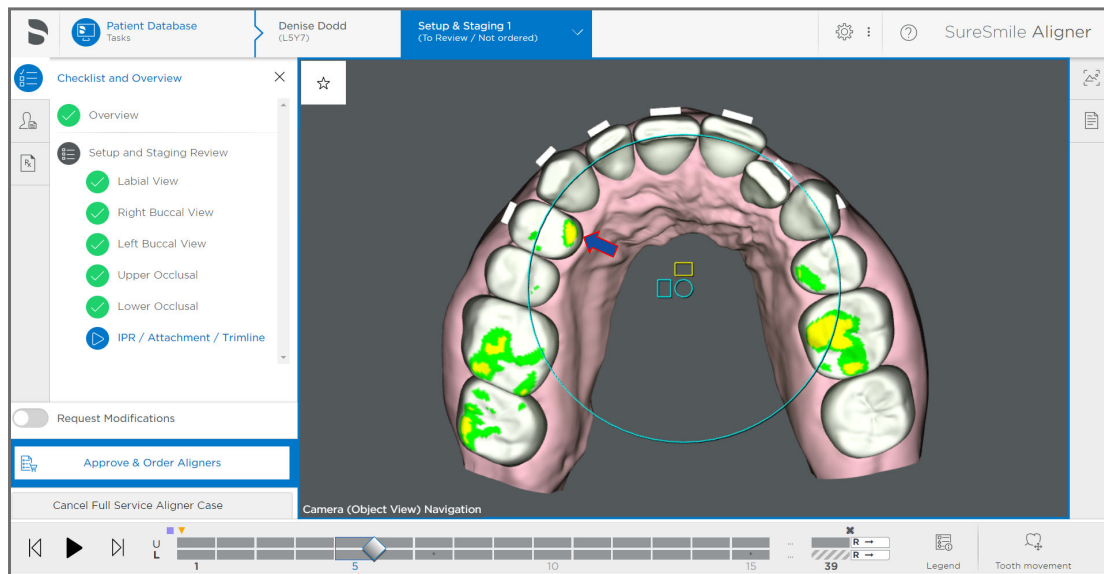 Patient Database
Tasks
Denise Dodd
(L5Y7)
Setup & Staging 1
(To Review / Not ordered)
SureSmile Aligner
Checklist and Overview
Overview
Setup and Staging Review
Labial View
Right Buccal View
Left Buccal View
Upper Occlusal
Lower Occlusal
IPR / Attachment / Trimline
Request Modifications
Approve & Order Aligners
Cancel Full Service Aligner Case
Camera (Object View) Navigation
U
L
1
5
10
15
...
...
39
R →
R →
Legend
Tooth movement